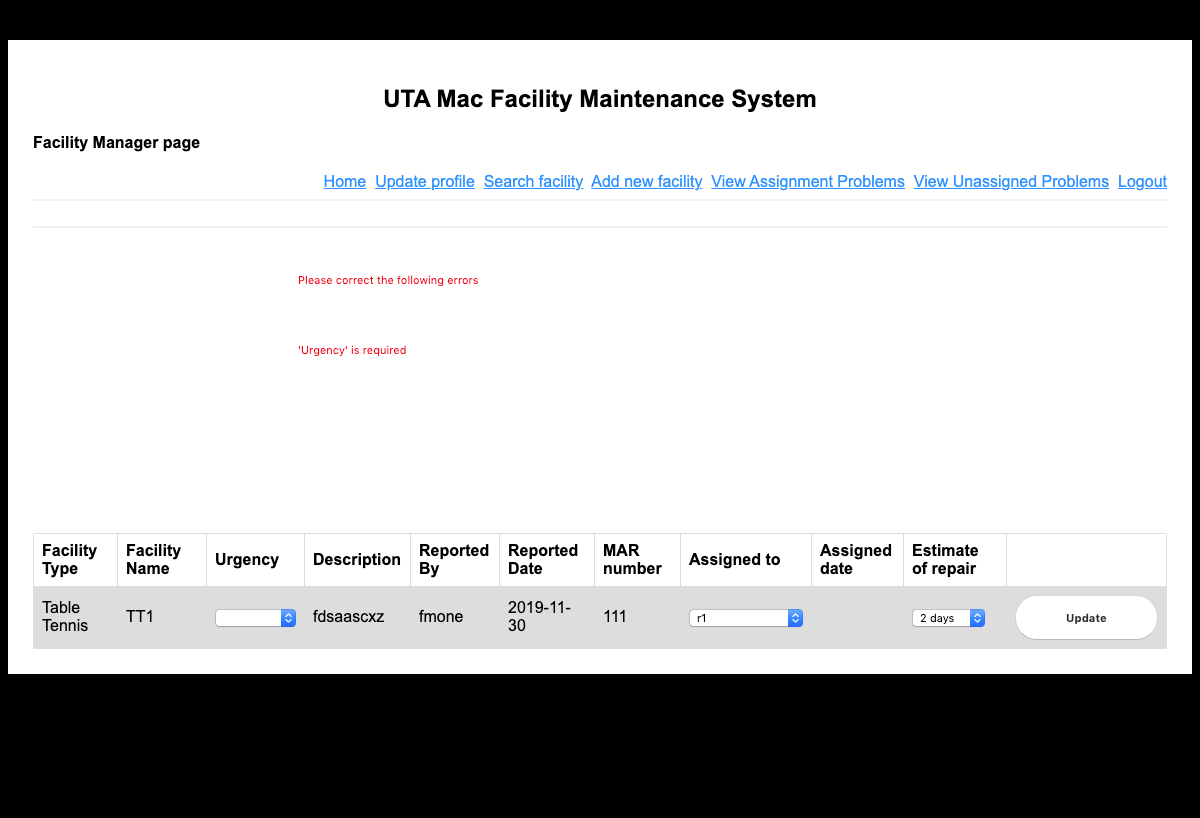 UTA Mac Facility Maintenance System
Facility Manager page
Home Update profile Search facility Add new facility View Assignment Problems View Unassigned Problems Logout
Please correct the following errors
'Urgency' is required
Facility Type Facility Name Urgency Description Reported By Reported Date MAR number Assigned to Assigned date Estimate of repair
Table Tennis TT1 fdsaascxz fmone 2019-11-30 111 r1 2 days Update